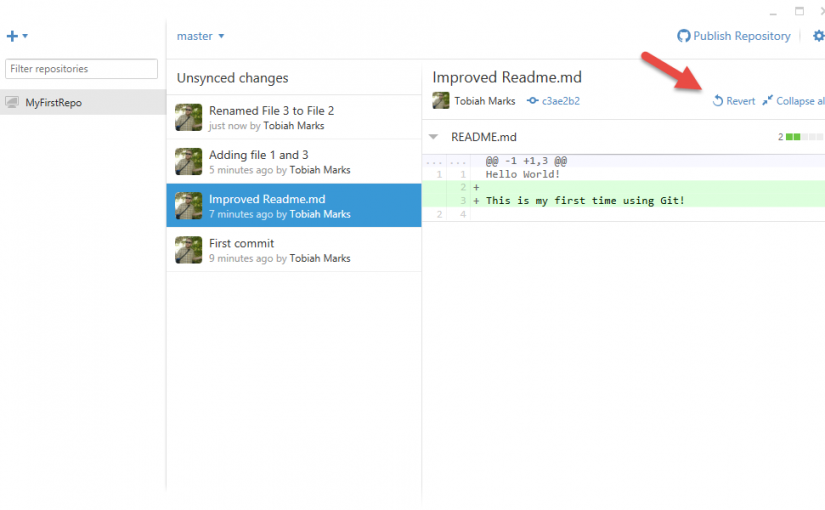 master
Publish Repository
Filter repositories
MyFirstRepo
Unsynced changes
Renamed File 3 to File 2
just now by Tobiah Marks
Adding file 1 and 3
5 minutes ago by Tobiah Marks
Improved Readme.md
7 minutes ago by Tobiah Marks
First commit
9 minutes ago by Tobiah Marks
Improved Readme.md
Tobiah Marks c3ae2b2
Revert Collapse al
README.md 2
... ... @@ -1 +1,3 @@
1 1 Hello World!
2 +
3 + This is my first time using Git!
2 4